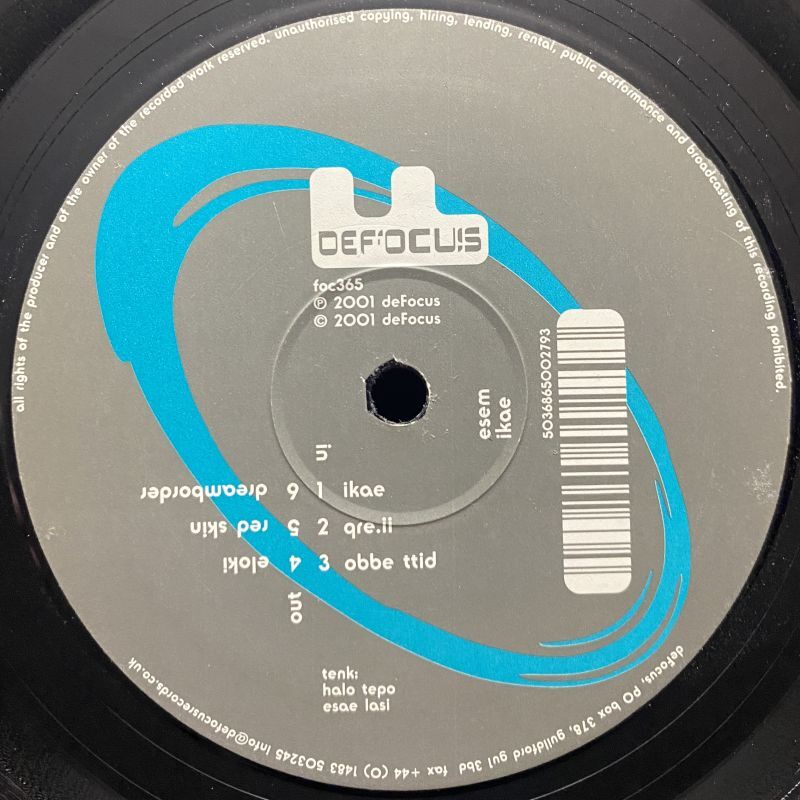 all rights of the producer and of the owner of the recorded work reserved. unauthorised copying, hiring, lending, rental, public performance and broadcasting of this recording prohibited.
DEFOCUS
foc365
℗ 2001 deFocus
© 2001 deFocus
esem
ikae
5036865002793
in
1 ikae
2 qre.ii
3 obbe ttid
out
4 eloki
5 red skin
6 dreamborder
tenk:
halo tepo
esae lasi
deFocus, PO box 378, guildford gu1 3bd fax +44 (0) 1483 503245 info@defocusrecords.co.uk